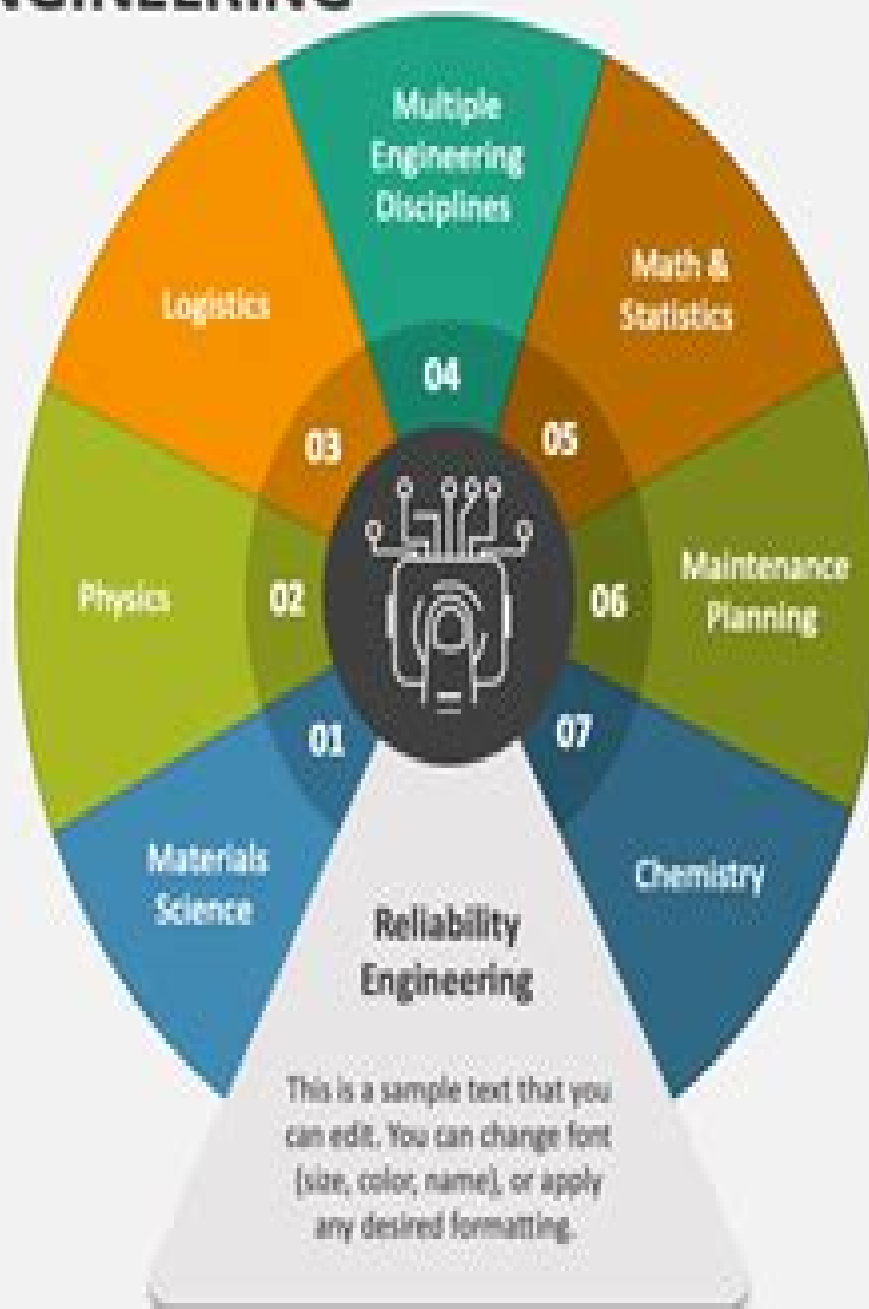 Multiple
Engineering
Disciplines
Logistics
Math &
Statistics
04
03
05
Physics
02
06
Maintenance
Planning
01
07
Materials
Science
Chemistry
Reliability
Engineering
This is a sample text that you
can edit. You can change font
(size, color, name), or apply
any desired formatting.